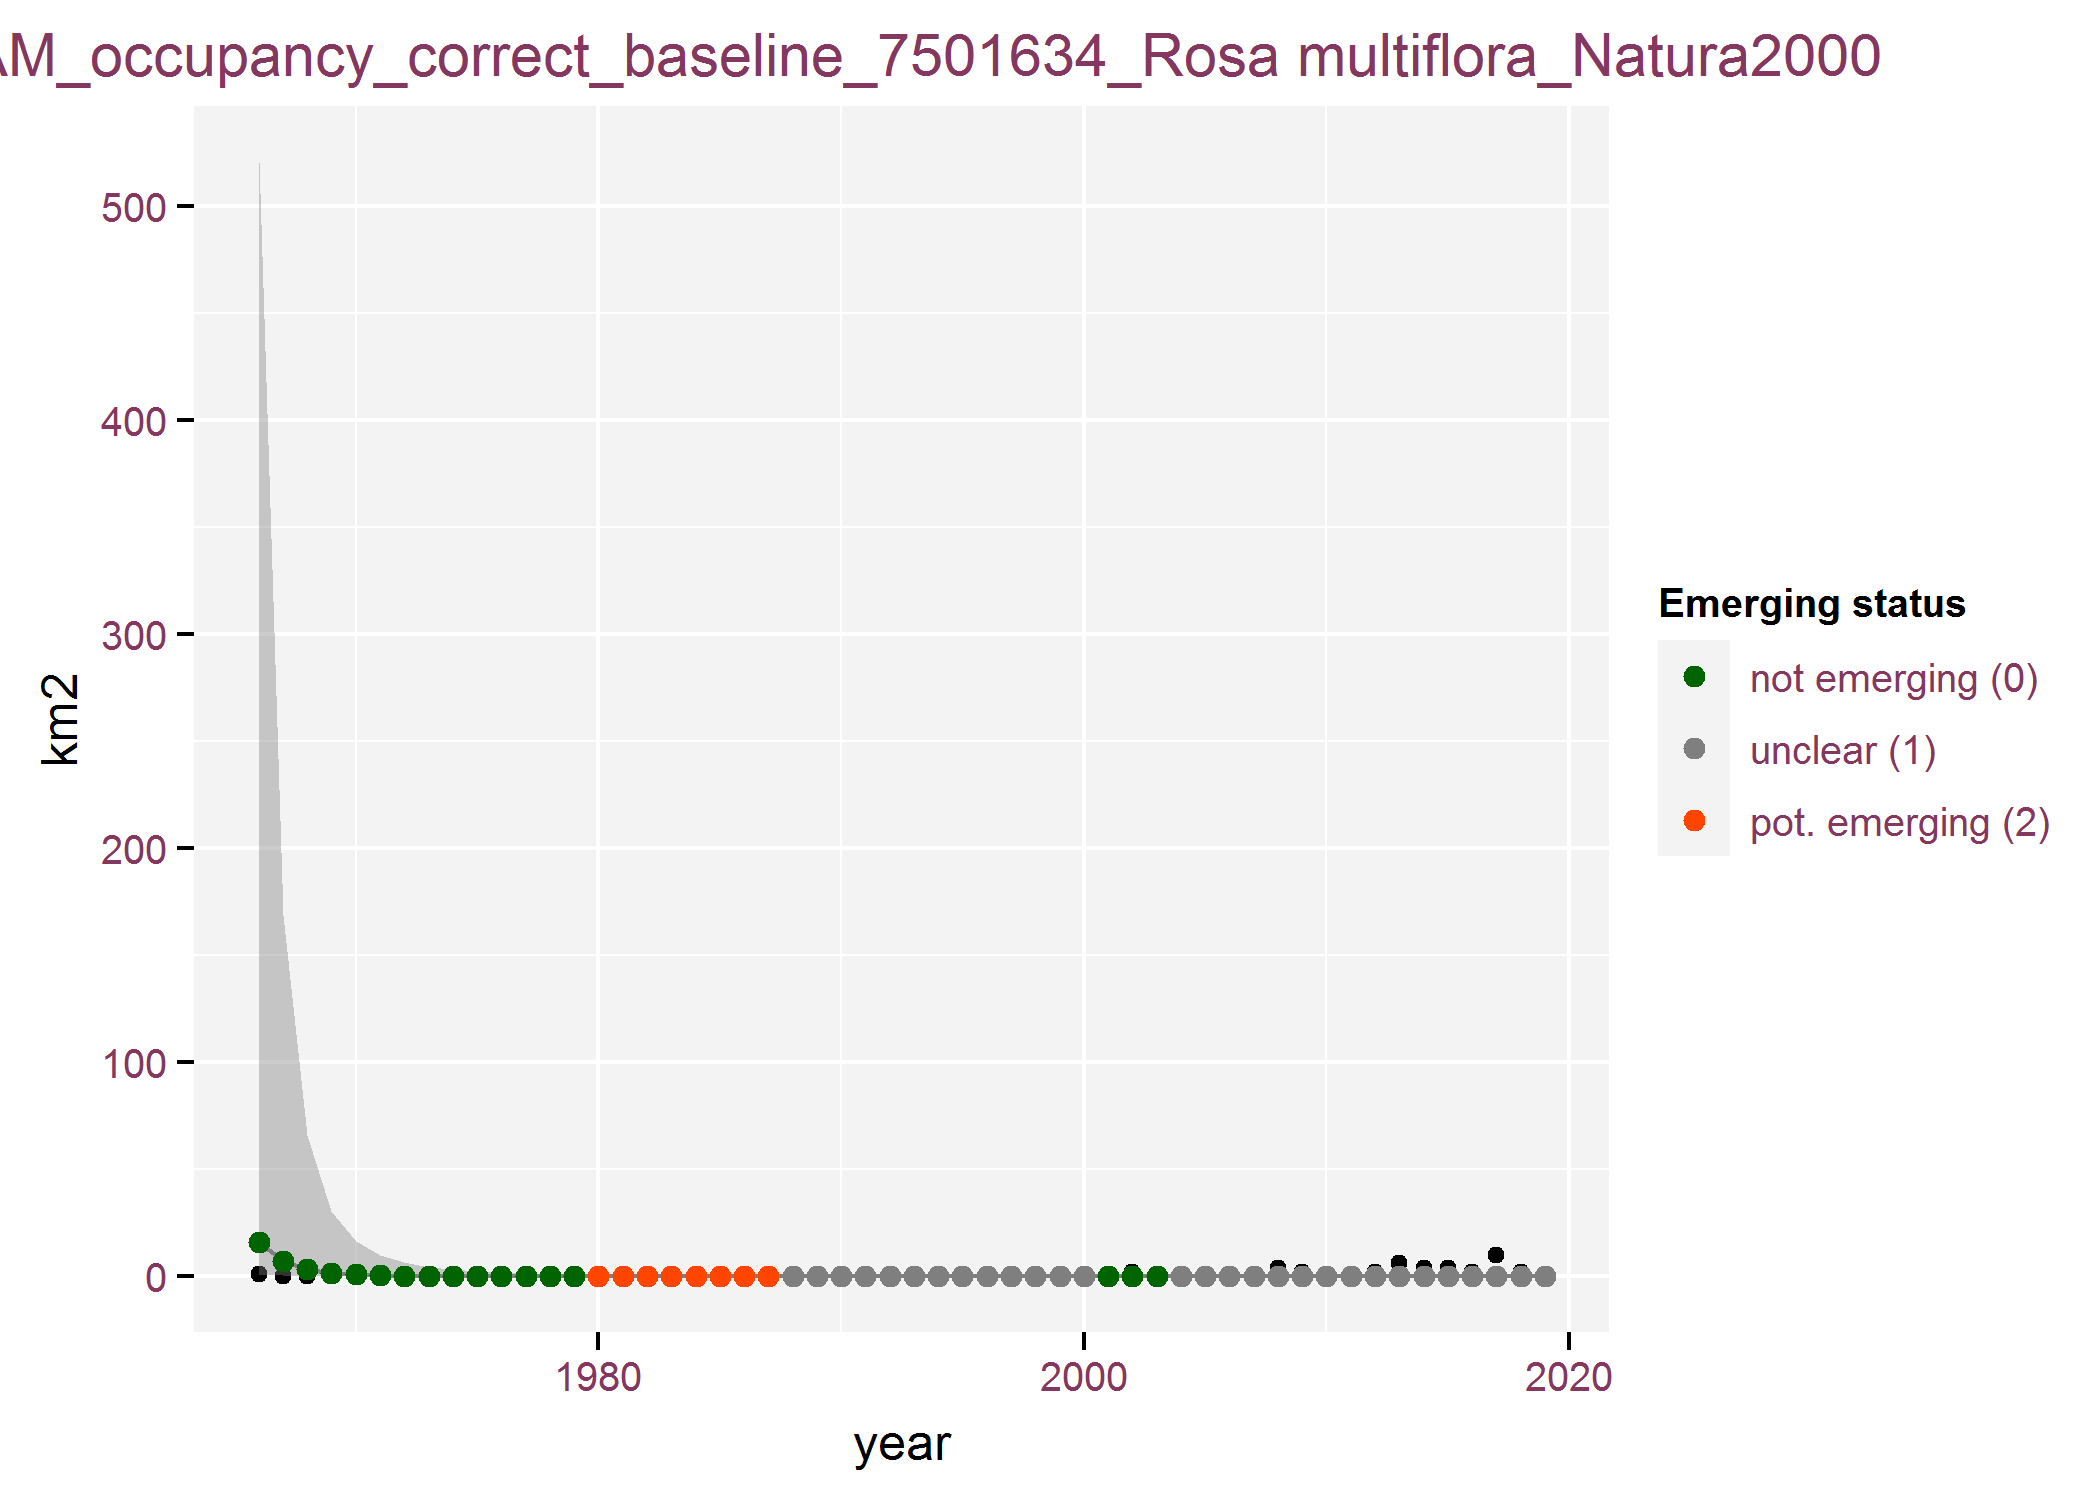 AM_occupancy_correct_baseline_7501634_Rosa multiflora_Natura2000
500
400
300
200
100
0
km2
1980
2000
2020
year
Emerging status
not emerging (0)
unclear (1)
pot. emerging (2)